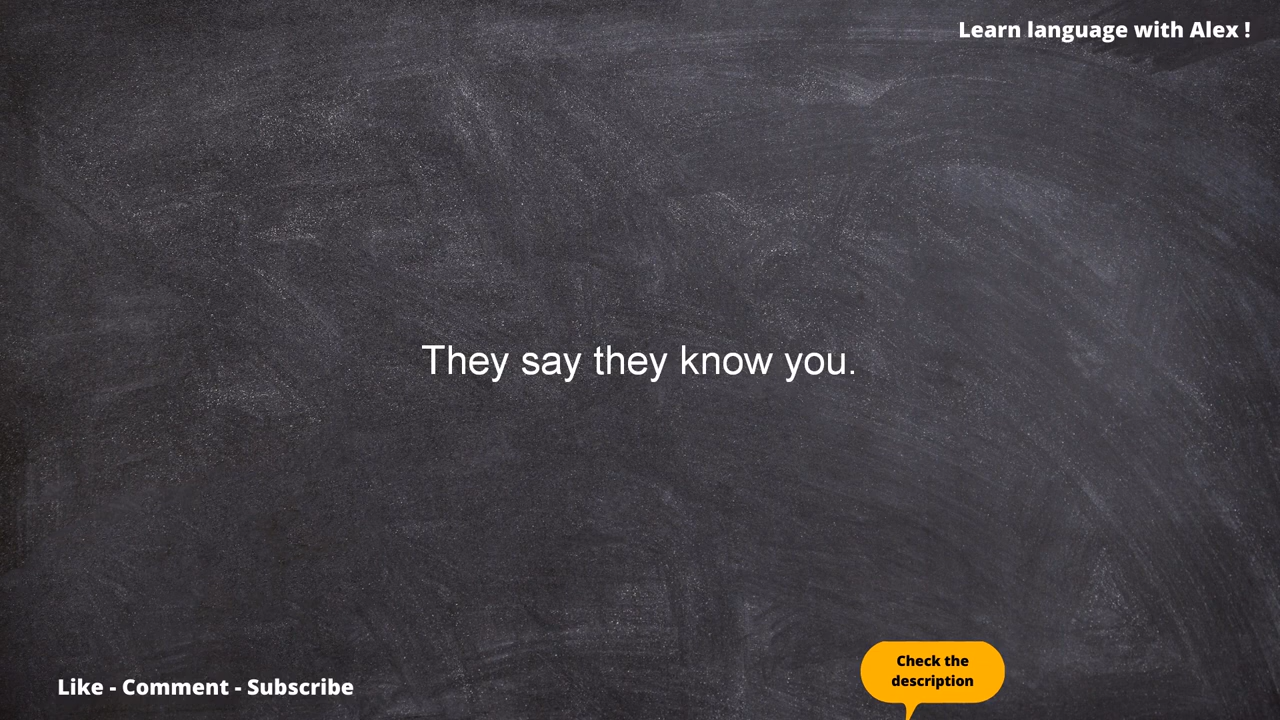 Learn language with Alex !
They say they know you.
Like - Comment - Subscribe
Check the
description